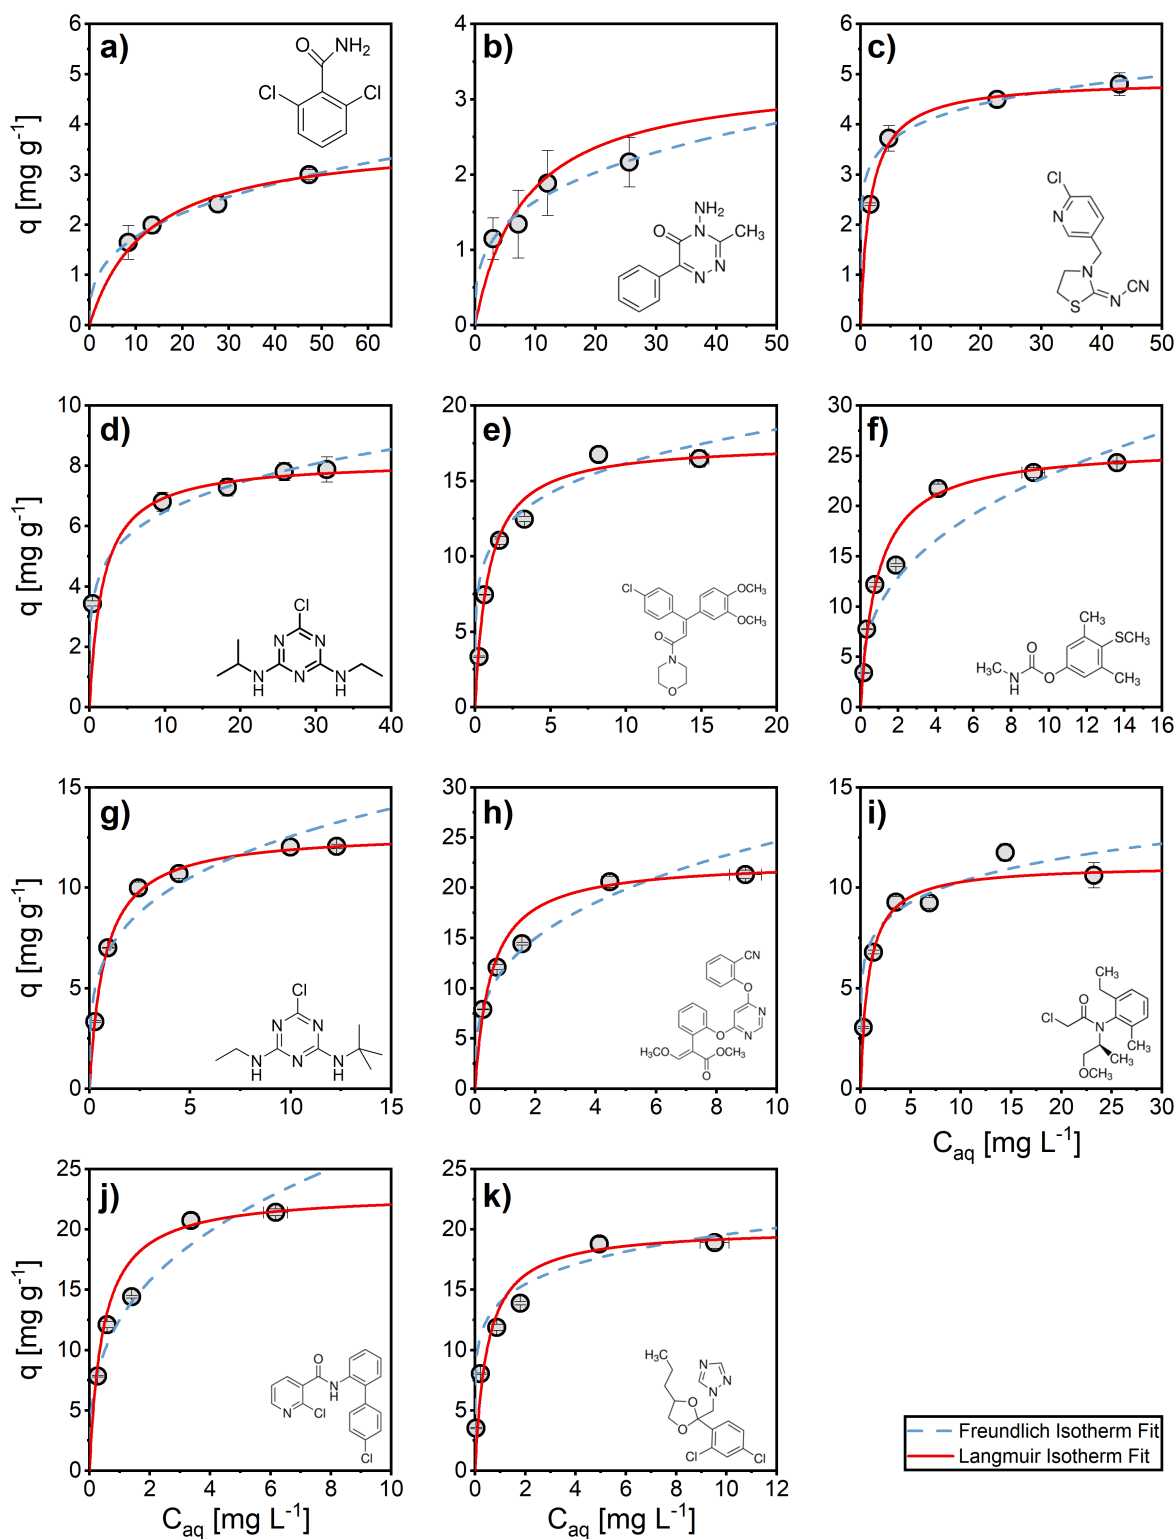 a)
6
5
4
3
2
1
0
q [mg g-1]
0 10 20 30 40 50 60
O
NH2
Cl
Cl
b)
4
3
2
1
0
0 10 20 30 40 50
NH2
O
N
CH3
N
N
c)
6
5
4
3
2
1
0
0 10 20 30 40 50
Cl
N
N
S
N
CN
d)
10
8
6
4
2
0
q [mg g-1]
0 10 20 30 40
Cl
N
N
N
N
H
N
H
e)
20
15
10
5
0
0 5 10 15 20
Cl
OCH3
OCH3
O
N
O
f)
30
25
20
15
10
5
0
0 2 4 6 8 10 12 14 16
CH3
SCH3
O
H3C
N
H
O
CH3
g)
15
10
5
0
q [mg g-1]
0 5 10 15
Cl
N
N
N
N
H
N
H
h)
30
25
20
15
10
5
0
0 2 4 6 8 10
CN
O
N
N
O
H3CO
OCH3
O
i)
15
10
5
0
0 5 10 15 20 25 30
Caq [mg L-1]
CH3
O
Cl
N
CH3
CH3
OCH3
j)
25
20
15
10
5
0
q [mg g-1]
0 2 4 6 8 10
Caq [mg L-1]
O
N
H
N
Cl
Cl
k)
25
20
15
10
5
0
0 2 4 6 8 10 12
Caq [mg L-1]
H3C
N
N
N
O
O
Cl
Cl
Freundlich Isotherm Fit
Langmuir Isotherm Fit